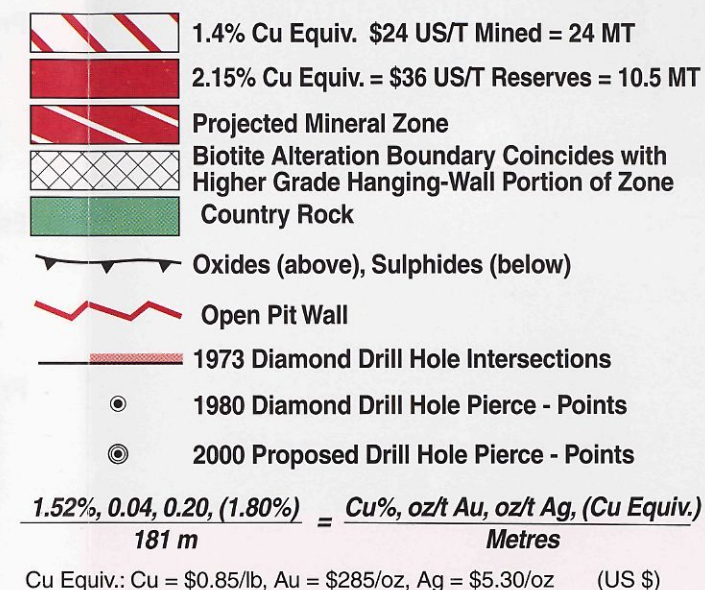 1.4% Cu Equiv. $24 US/T Mined = 24 MT
2.15% Cu Equiv. = $36 US/T Reserves = 10.5 MT
Projected Mineral Zone
Biotite Alteration Boundary Coincides with
Higher Grade Hanging-Wall Portion of Zone
Country Rock
Oxides (above), Sulphides (below)
Open Pit Wall
1973 Diamond Drill Hole Intersections
1980 Diamond Drill Hole Pierce - Points
2000 Proposed Drill Hole Pierce - Points
1.52%, 0.04, 0.20, (1.80%) = Cu%, oz/t Au, oz/t Ag, (Cu Equiv.)
181 m Metres
Cu Equiv.: Cu = $0.85/lb, Au = $285/oz, Ag = $5.30/oz (US $)